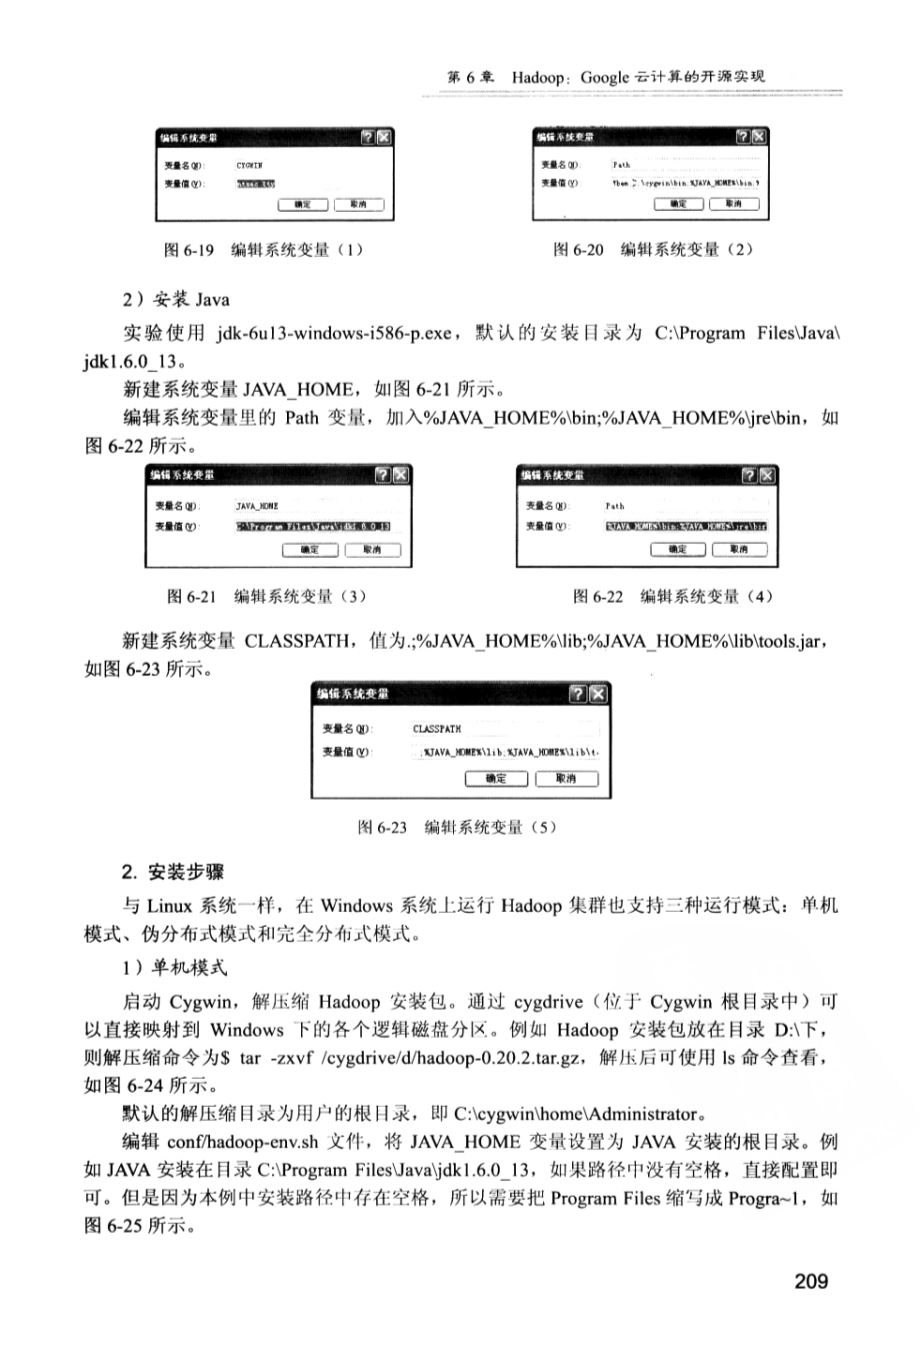 第 6 章 Hadoop：Google 云计算的开源实现
编辑系统变量
变量名(N): CYGWIN
变量值(V):
确定 取消
图 6-19 编辑系统变量（1）
编辑系统变量
变量名(N): Path
变量值(V): \cygwin\bin;%JAVA_HOME%\bin;%
确定 取消
图 6-20 编辑系统变量（2）
2）安装 Java
实验使用 jdk-6u13-windows-i586-p.exe，默认的安装目录为 C:\Program Files\Java\
jdk1.6.0_13。
新建系统变量 JAVA_HOME，如图 6-21 所示。
编辑系统变量里的 Path 变量，加入%JAVA_HOME%\bin;%JAVA_HOME%\jre\bin，如
图 6-22 所示。
编辑系统变量
变量名(N): JAVA_HOME
变量值(V): C:\Program Files\Java\jdk1.6.0_13
确定 取消
图 6-21 编辑系统变量（3）
编辑系统变量
变量名(N): Path
变量值(V): %JAVA_HOME%\bin;%JAVA_HOME%\jre\bin
确定 取消
图 6-22 编辑系统变量（4）
新建系统变量 CLASSPATH，值为.;%JAVA_HOME%\lib;%JAVA_HOME%\lib\tools.jar，
如图 6-23 所示。
编辑系统变量
变量名(N): CLASSPATH
变量值(V): .;%JAVA_HOME%\lib;%JAVA_HOME%\lib\t
确定 取消
图 6-23 编辑系统变量（5）
2. 安装步骤
与 Linux 系统一样，在 Windows 系统上运行 Hadoop 集群也支持三种运行模式：单机
模式、伪分布式模式和完全分布式模式。
1）单机模式
启动 Cygwin，解压缩 Hadoop 安装包。通过 cygdrive（位于 Cygwin 根目录中）可
以直接映射到 Windows 下的各个逻辑磁盘分区。例如 Hadoop 安装包放在目录 D:\下，
则解压缩命令为$ tar -zxvf /cygdrive/d/hadoop-0.20.2.tar.gz，解压后可使用 ls 命令查看，
如图 6-24 所示。
默认的解压缩目录为用户的根目录，即 C:\cygwin\home\Administrator。
编辑 conf/hadoop-env.sh 文件，将 JAVA_HOME 变量设置为 JAVA 安装的根目录。例
如 JAVA 安装在目录 C:\Program Files\Java\jdk1.6.0_13，如果路径中没有空格，直接配置即
可。但是因为本例中安装路径中存在空格，所以需要把 Program Files 缩写成 Progra~1，如
图 6-25 所示。
209